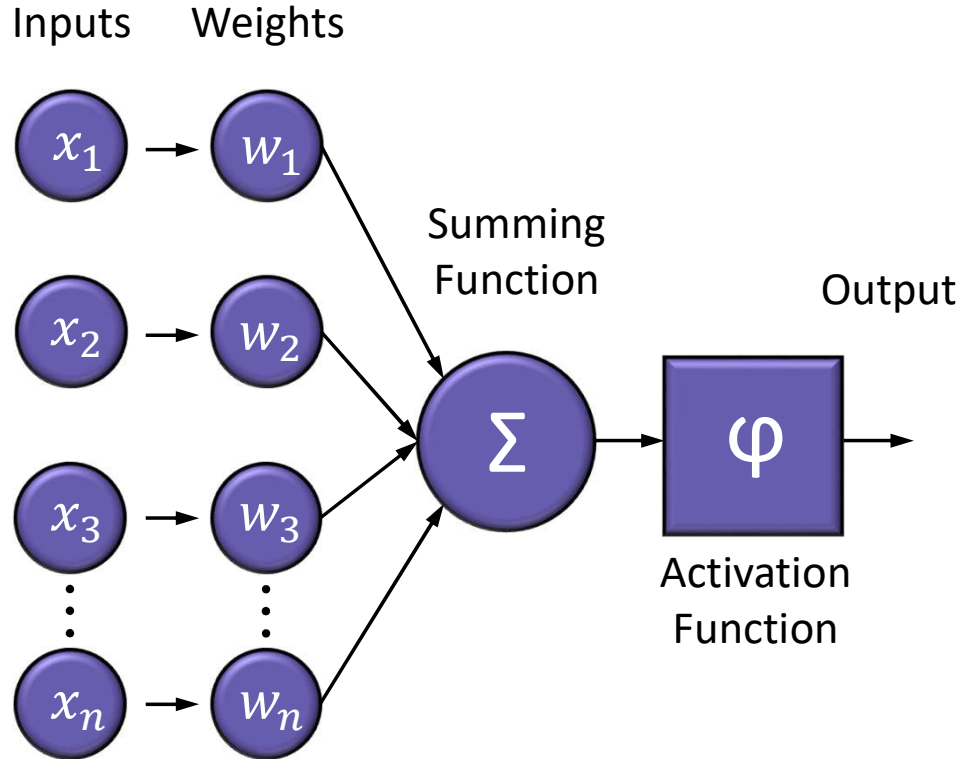 Inputs Weights
x₁ w₁
Summing
Function
Output
x₂ w₂
Σ φ
x₃ w₃
Activation
Function
xₙ wₙ